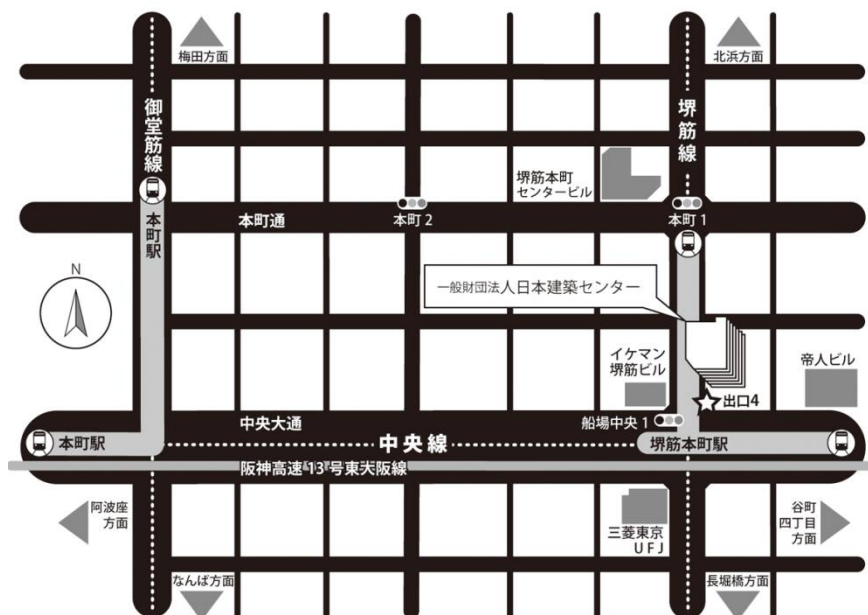 梅田方面
北浜方面
御堂筋線
堺筋線
堺筋本町
センタービル
本町駅
本町通
本町 2
本町 1
N
一般財団法人日本建築センター
イケマン
堺筋ビル
帝人ビル
出口4
中央大通
船場中央 1
本町駅
中央線
堺筋本町駅
阪神高速 13 号東大阪線
阿波座
方面
三菱東京
UFJ
谷町
四丁目
方面
なんば方面
長堀橋方面